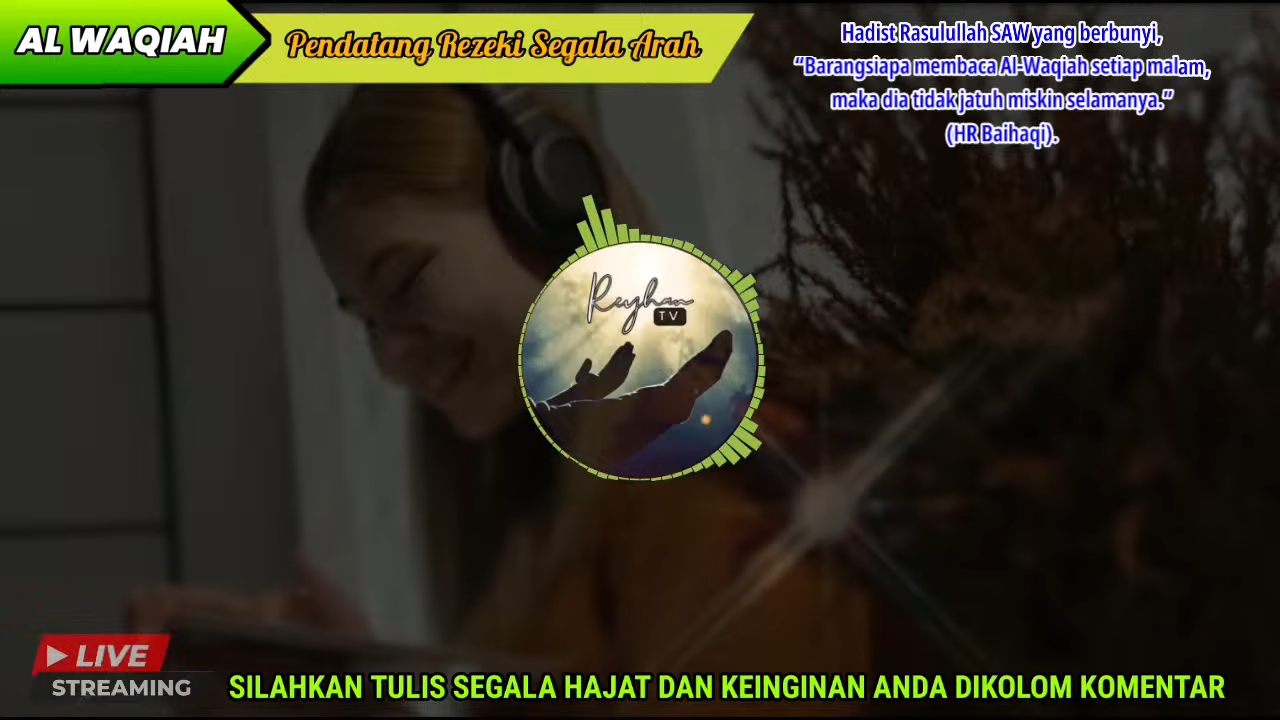 AL WAQIAH
Pendatang Rezeki Segala Arah
Hadist Rasulullah SAW yang berbunyi,
“Barangsiapa membaca Al-Waqiah setiap malam,
maka dia tidak jatuh miskin selamanya.”
(HR Baihaqi).
Reyhan
TV
LIVE
STREAMING
SILAHKAN TULIS SEGALA HAJAT DAN KEINGINAN ANDA DIKOLOM KOMENTAR